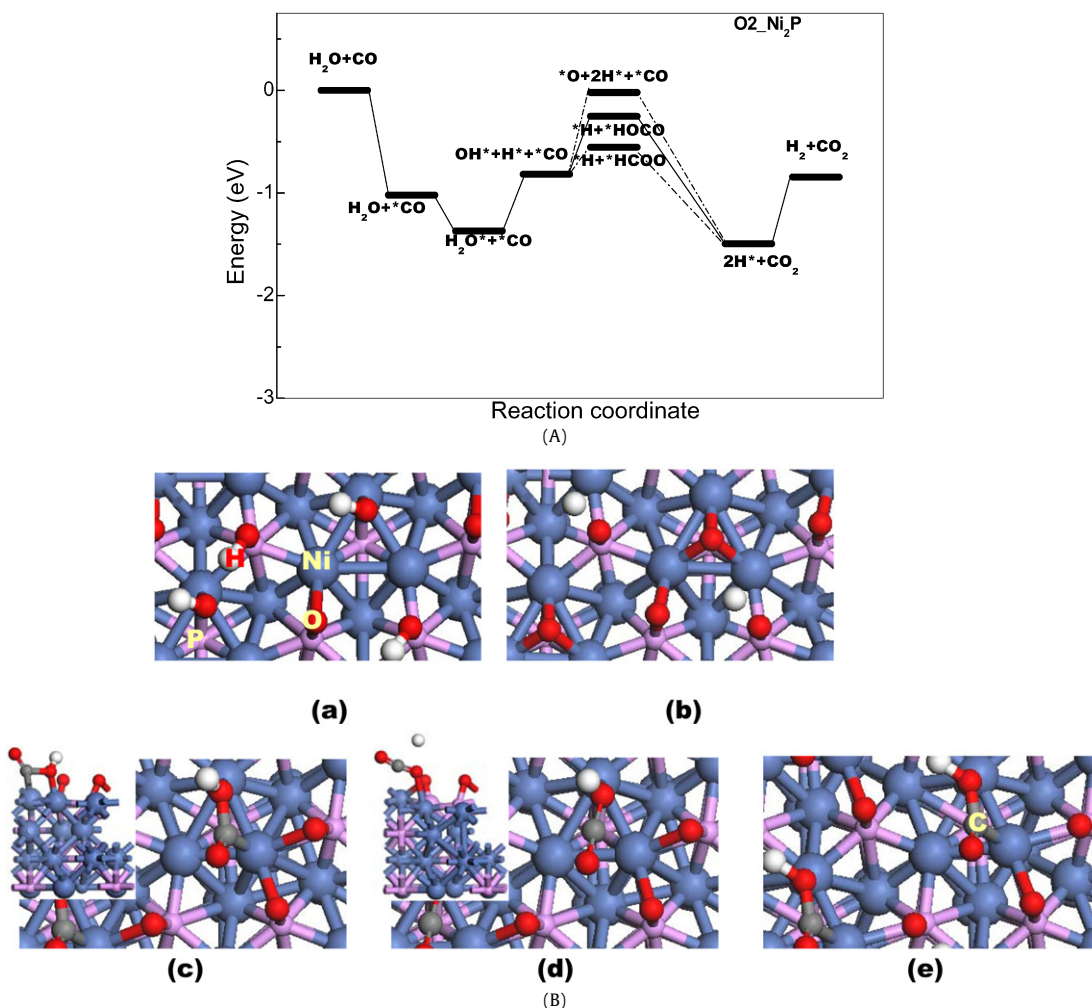 O2_Ni₂P
H₂O+CO
*O+2H*+*CO
0
*H+*HOCO
OH*+H*+*CO
*H+*HCOO
H₂+CO₂
Energy (eV)
-1
H₂O+*CO
H₂O*+*CO
2H*+CO₂
-2
-3
Reaction coordinate
(A)
H
Ni
O
P
(a)
(b)
C
(c)
(d)
(e)
(B)